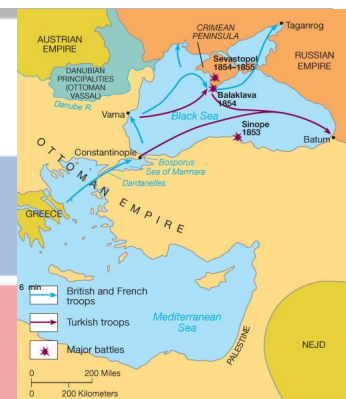 CRIMEAN
PENINSULA
Taganrog
AUSTRIAN
EMPIRE
Sevastopol
1854–1855
RUSSIAN
EMPIRE
DANUBIAN
PRINCIPALITIES
(OTTOMAN
VASSAL)
Danube R.
Balaklava
1854
Varna
Black Sea
Sinope
1853
Batum
Constantinople
Bosporus
Sea of Marmara
Dardanelles
OTTOMAN EMPIRE
GREECE
6 min
British and French
troops
Turkish troops
Major battles
Mediterranean
Sea
PALESTINE
NEJD
0 200 Miles
0 200 Kilometers